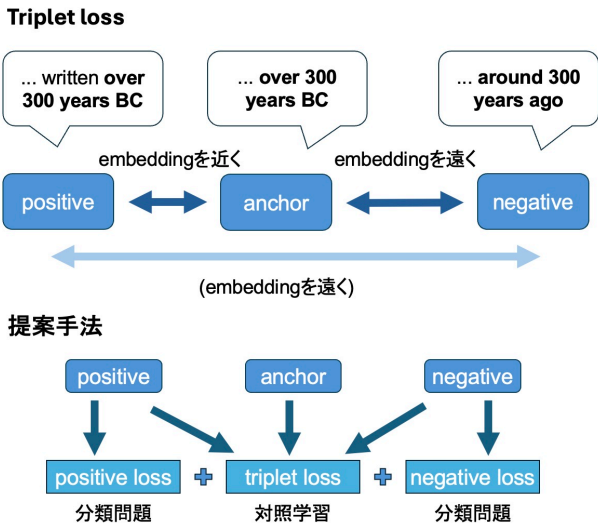 Triplet loss
... written over
300 years BC
... over 300
years BC
... around 300
years ago
embeddingを近く
embeddingを遠く
positive
anchor
negative
(embeddingを遠く)
提案手法
positive
anchor
negative
positive loss + triplet loss + negative loss
分類問題
対照学習
分類問題